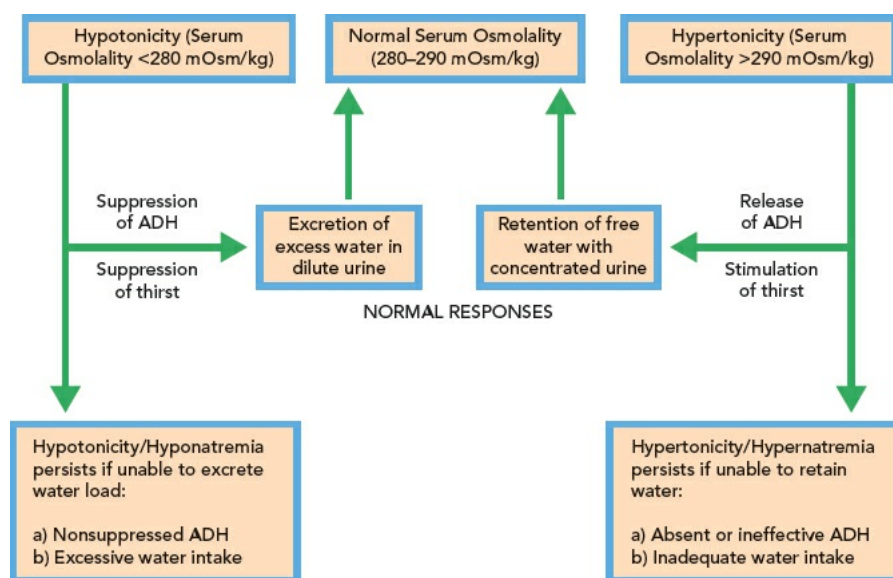 Hypotonicity (Serum
Osmolality <280 mOsm/kg)
Normal Serum Osmolality
(280–290 mOsm/kg)
Hypertonicity (Serum
Osmolality >290 mOsm/kg)
Suppression
of ADH
Suppression
of thirst
Excretion of
excess water in
dilute urine
Retention of free
water with
concentrated urine
Release
of ADH
Stimulation
of thirst
NORMAL RESPONSES
Hypotonicity/Hyponatremia
persists if unable to excrete
water load:
a) Nonsuppressed ADH
b) Excessive water intake
Hypertonicity/Hypernatremia
persists if unable to retain
water:
a) Absent or ineffective ADH
b) Inadequate water intake